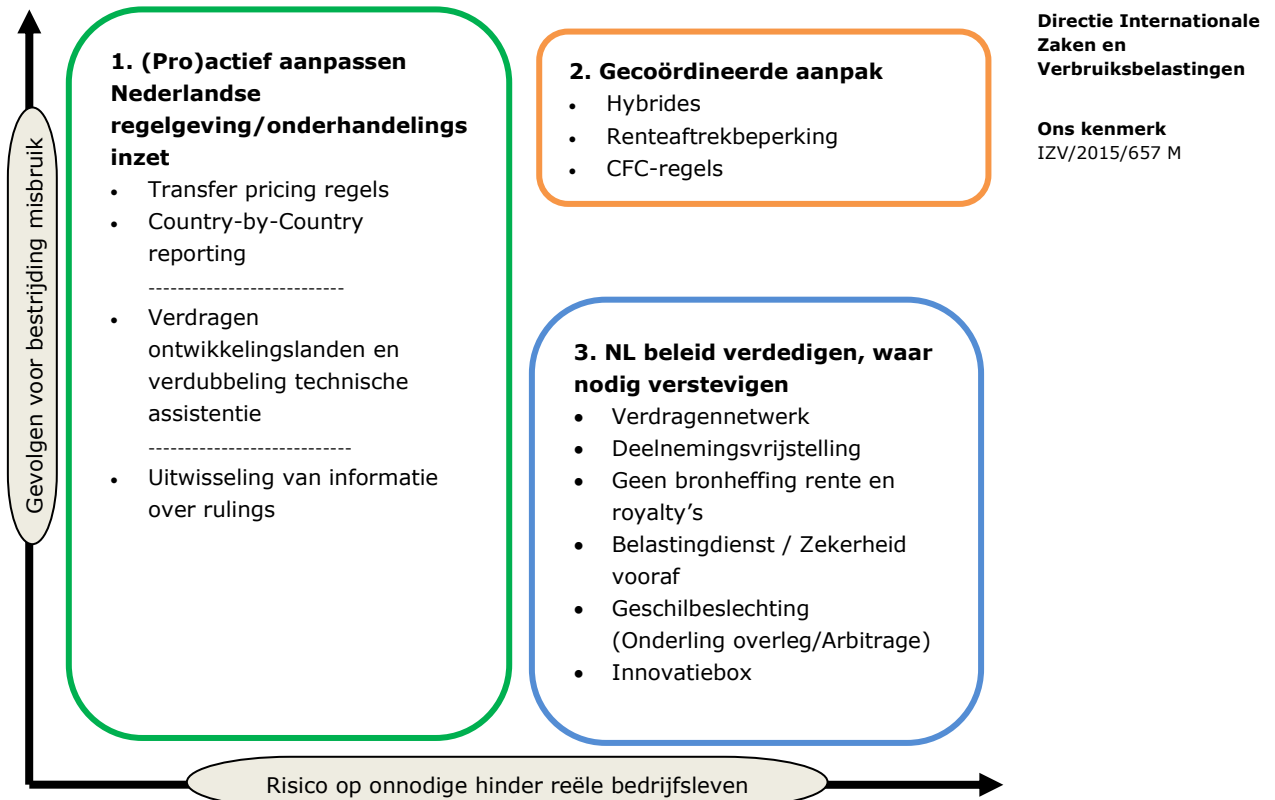 Gevolgen voor bestrijding misbruik
1. (Pro)actief aanpassen
Nederlandse
regelgeving/onderhandelings
inzet
• Transfer pricing regels
• Country-by-Country
reporting
---------------------------
• Verdragen
ontwikkelingslanden en
verdubbeling technische
assistentie
----------------------------
• Uitwisseling van informatie
over rulings
2. Gecoördineerde aanpak
• Hybrides
• Renteaftrekbeperking
• CFC-regels
3. NL beleid verdedigen, waar
nodig verstevigen
• Verdragennetwerk
• Deelnemingsvrijstelling
• Geen bronheffing rente en
royalty’s
• Belastingdienst / Zekerheid
vooraf
• Geschilbeslechting
(Onderling overleg/Arbitrage)
• Innovatiebox
Risico op onnodige hinder reële bedrijfsleven
Directie Internationale
Zaken en
Verbruiksbelastingen
Ons kenmerk
IZV/2015/657 M